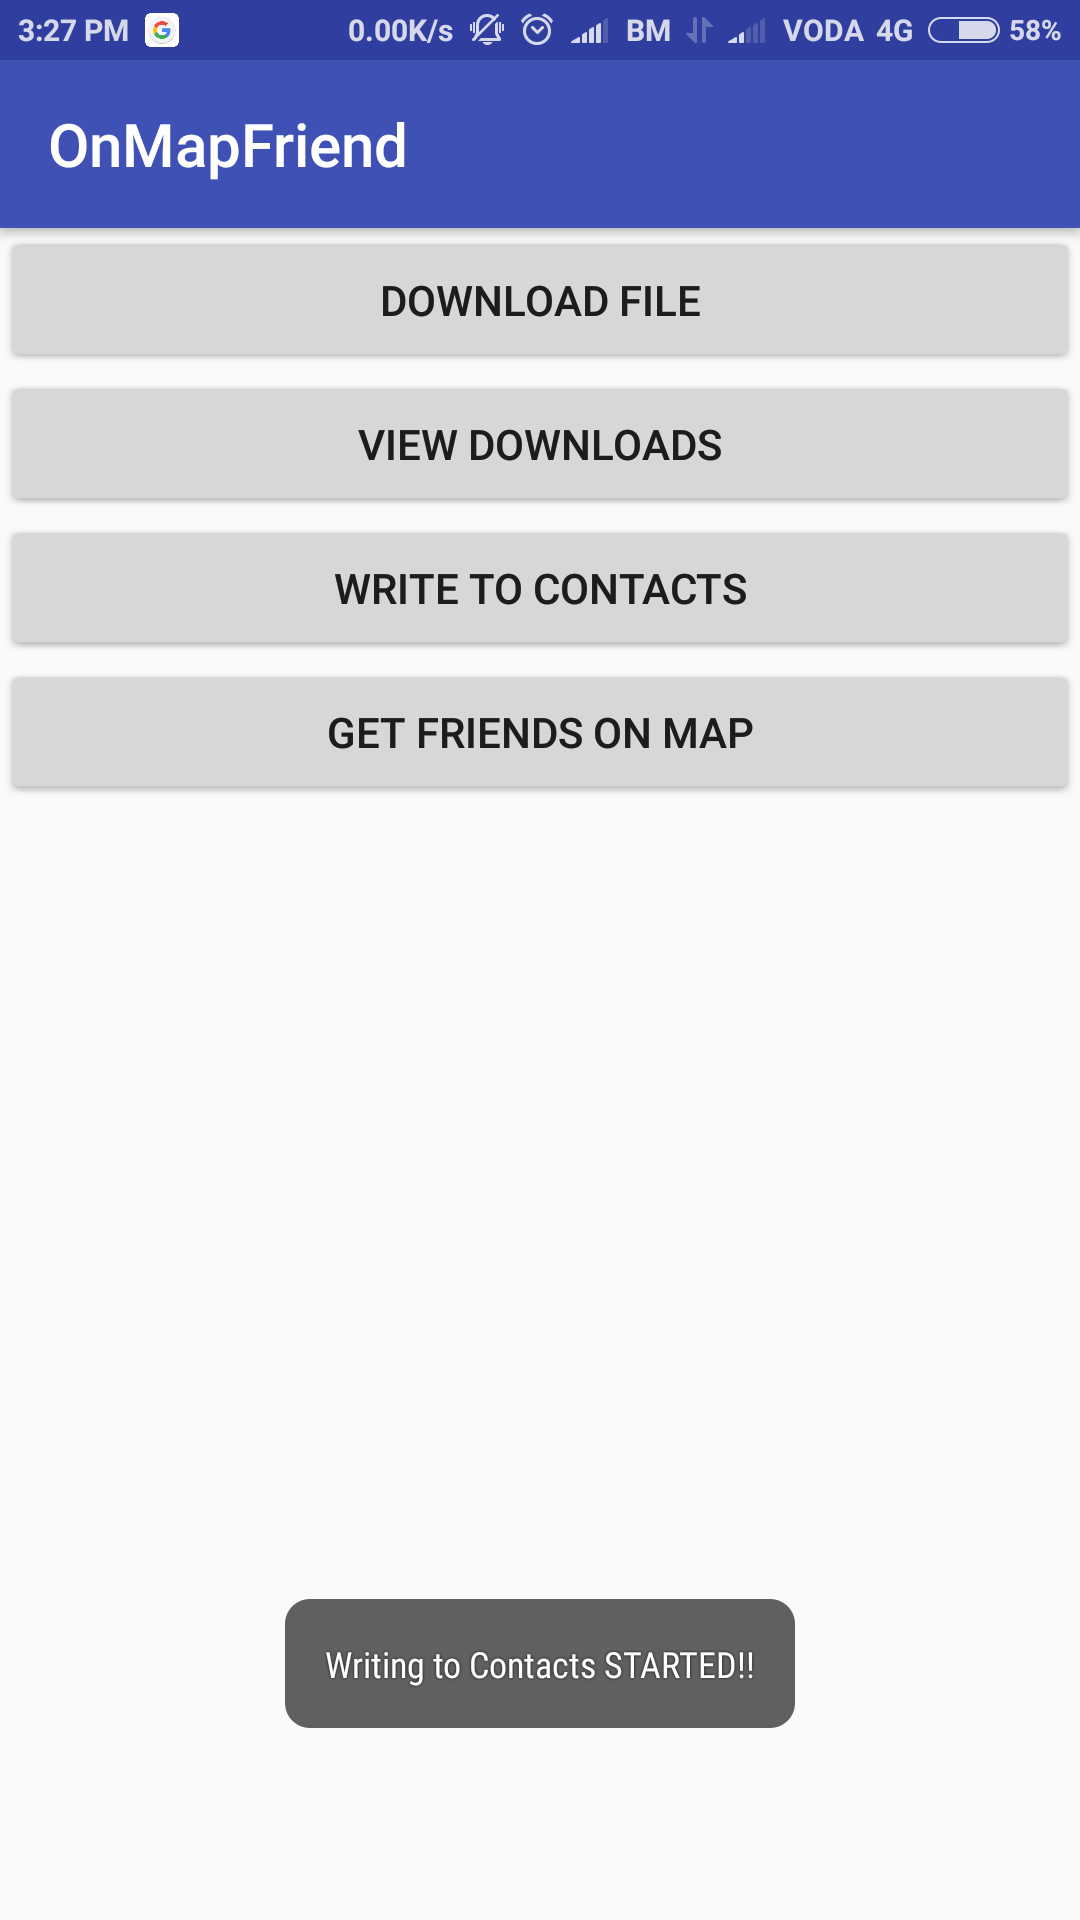 3:27 PM G 0.00K/s BM VODA 4G 58%
OnMapFriend
DOWNLOAD FILE
VIEW DOWNLOADS
WRITE TO CONTACTS
GET FRIENDS ON MAP
Writing to Contacts STARTED!!